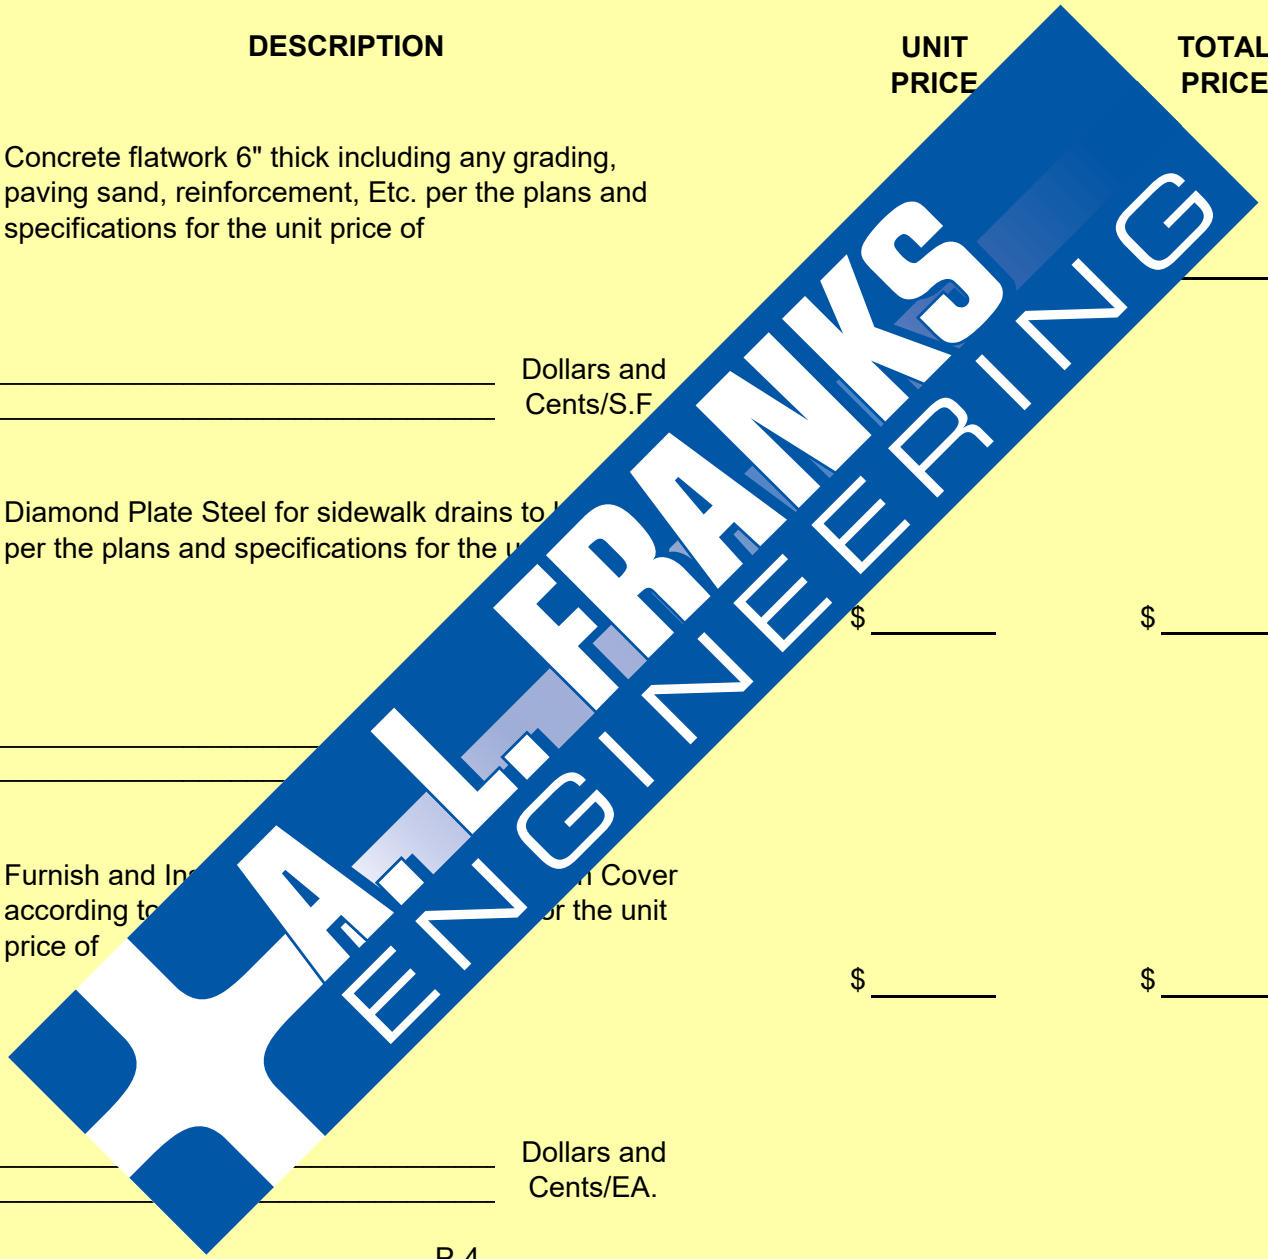 DESCRIPTION
UNIT
PRICE
TOTAL
PRICE
Concrete flatwork 6" thick including any grading,
paving sand, reinforcement, Etc. per the plans and
specifications for the unit price of
Dollars and
Cents/S.F
Diamond Plate Steel for sidewalk drains to
per the plans and specifications for the
$ $
Furnish and Cover
according to the unit
price of
$ $
Dollars and
Cents/EA.
A.L. FRANKS
ENGINEERING